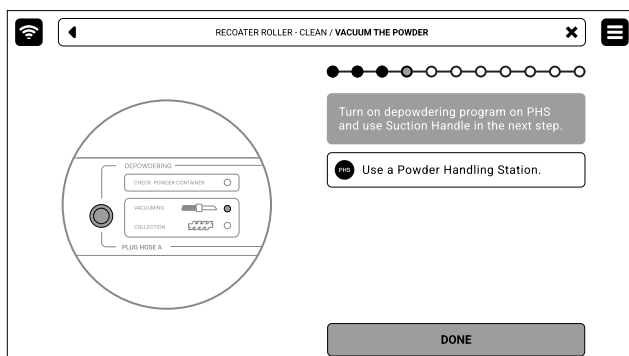 RECOATER ROLLER - CLEAN / VACUUM THE POWDER
Turn on depowdering program on PHS
and use Suction Handle in the next step.
PHS Use a Powder Handling Station.
DEPOWDERING
CHECK POWDER CONTAINER
VACUUMING
COLLECTION
PLUG HOSE A
DONE